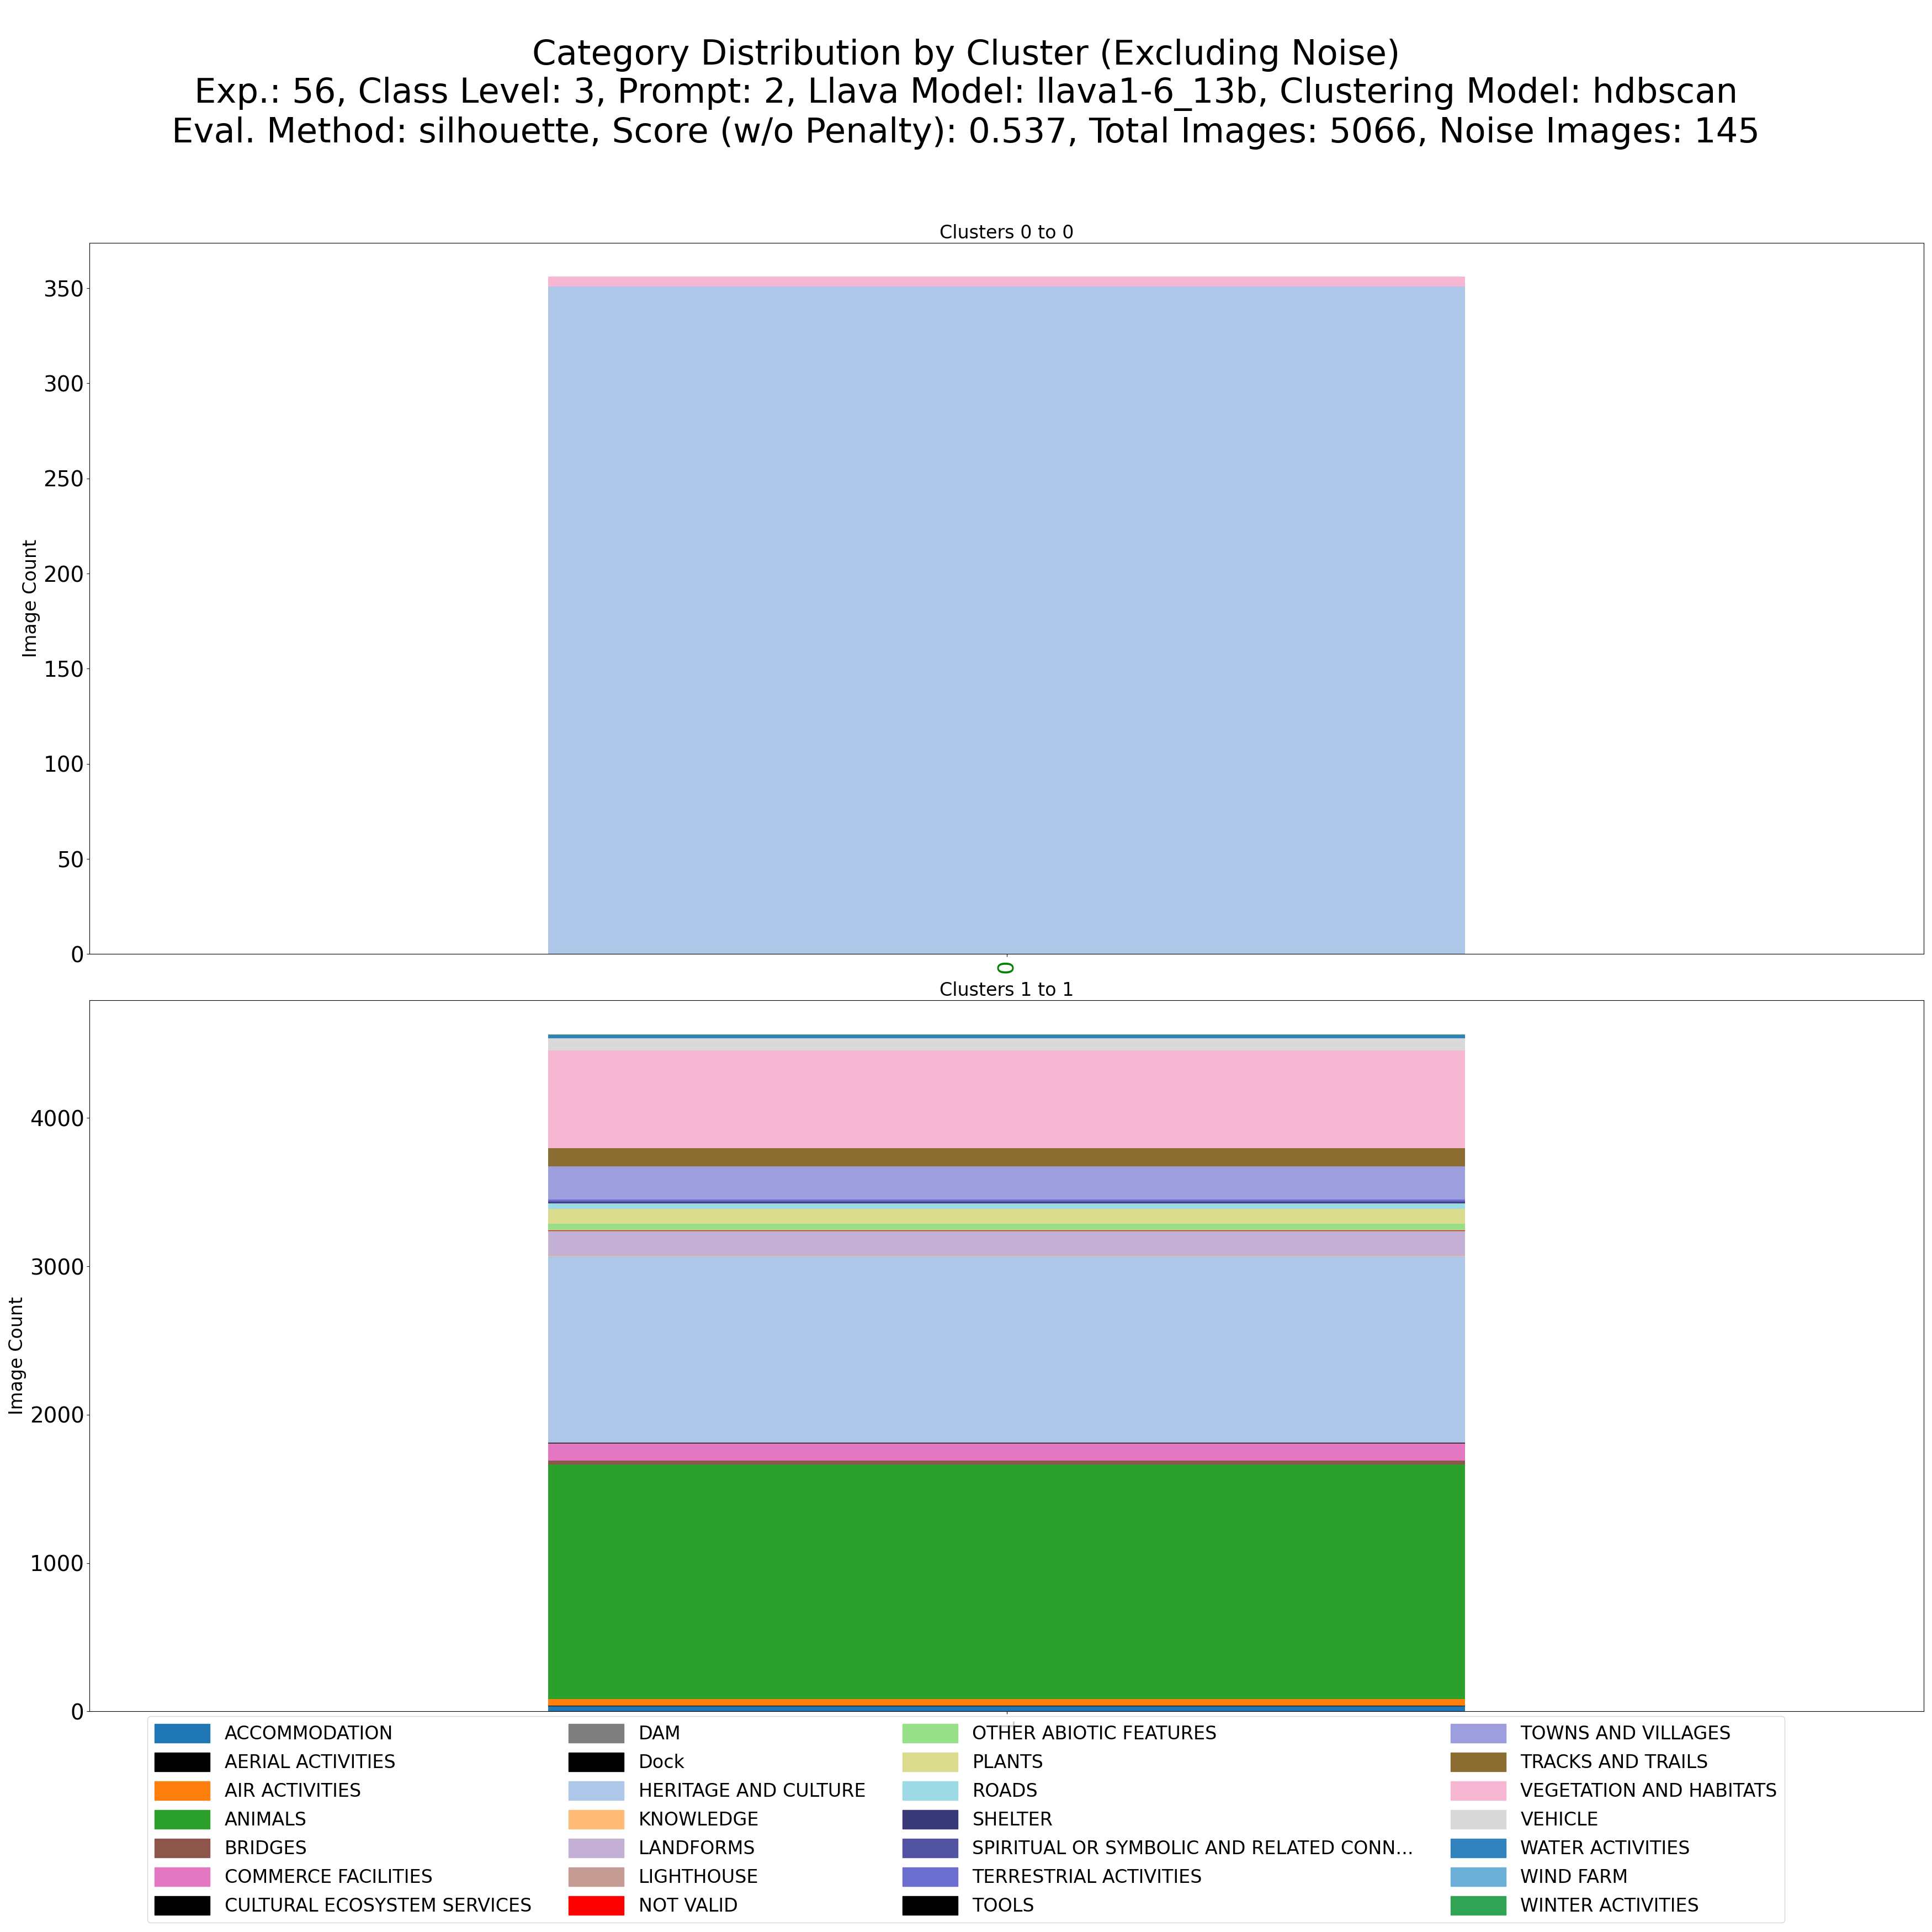 Category Distribution by Cluster (Excluding Noise)
Exp.: 56, Class Level: 3, Prompt: 2, Llava Model: llava1-6_13b, Clustering Model: hdbscan
Eval. Method: silhouette, Score (w/o Penalty): 0.537, Total Images: 5066, Noise Images: 145
Clusters 0 to 0
350
300
250
200
150
100
50
0
Image Count
0
Clusters 1 to 1
4000
3000
2000
1000
0
Image Count
ACCOMMODATION
AERIAL ACTIVITIES
AIR ACTIVITIES
ANIMALS
BRIDGES
COMMERCE FACILITIES
CULTURAL ECOSYSTEM SERVICES
DAM
Dock
HERITAGE AND CULTURE
KNOWLEDGE
LANDFORMS
LIGHTHOUSE
NOT VALID
OTHER ABIOTIC FEATURES
PLANTS
ROADS
SHELTER
SPIRITUAL OR SYMBOLIC AND RELATED CONN...
TERRESTRIAL ACTIVITIES
TOOLS
TOWNS AND VILLAGES
TRACKS AND TRAILS
VEGETATION AND HABITATS
VEHICLE
WATER ACTIVITIES
WIND FARM
WINTER ACTIVITIES